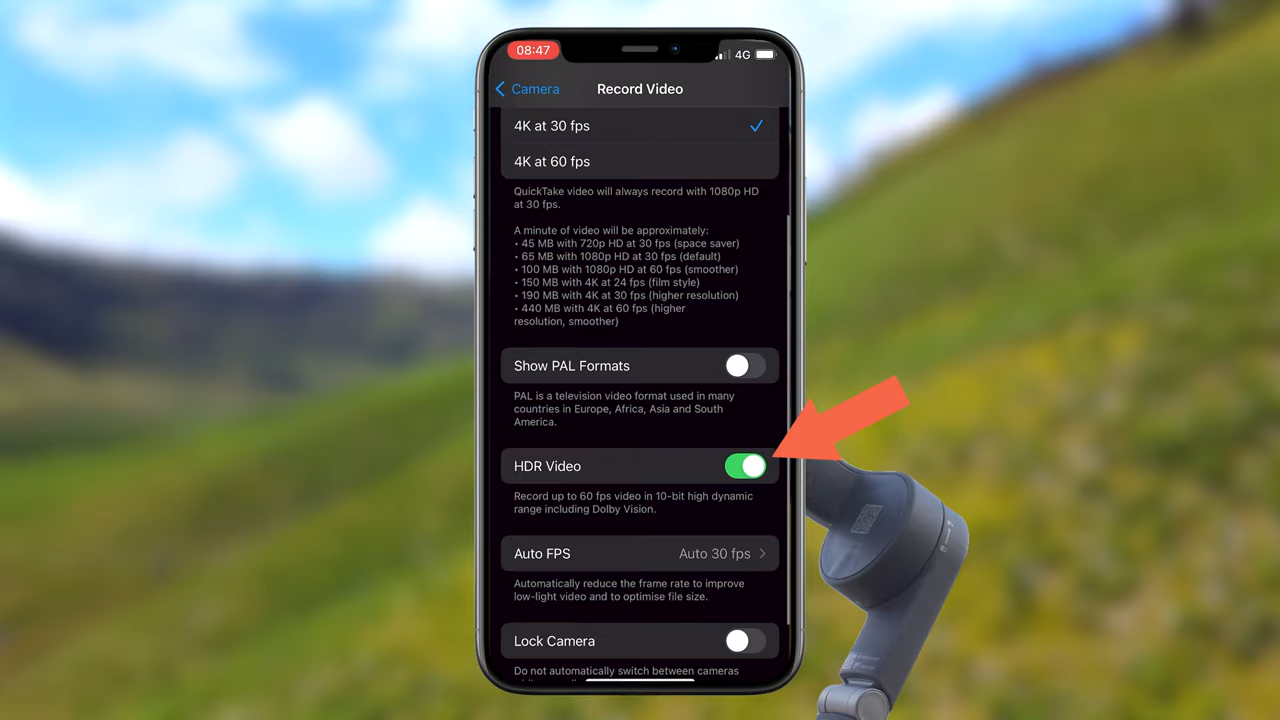 08:47
4G
Camera
Record Video
4K at 30 fps
4K at 60 fps
QuickTake video will always record with 1080p HD
at 30 fps.
A minute of video will be approximately:
• 45 MB with 720p HD at 30 fps (space saver)
• 65 MB with 1080p HD at 30 fps (default)
• 100 MB with 1080p HD at 60 fps (smoother)
• 150 MB with 4K at 24 fps (film style)
• 190 MB with 4K at 30 fps (higher resolution)
• 440 MB with 4K at 60 fps (higher
resolution, smoother)
Show PAL Formats
PAL is a television video format used in many
countries in Europe, Africa, Asia and South
America.
HDR Video
Record up to 60 fps video in 10-bit high dynamic
range including Dolby Vision.
Auto FPS
Auto 30 fps
Automatically reduce the frame rate to improve
low-light video and to optimise file size.
Lock Camera
Do not automatically switch between cameras